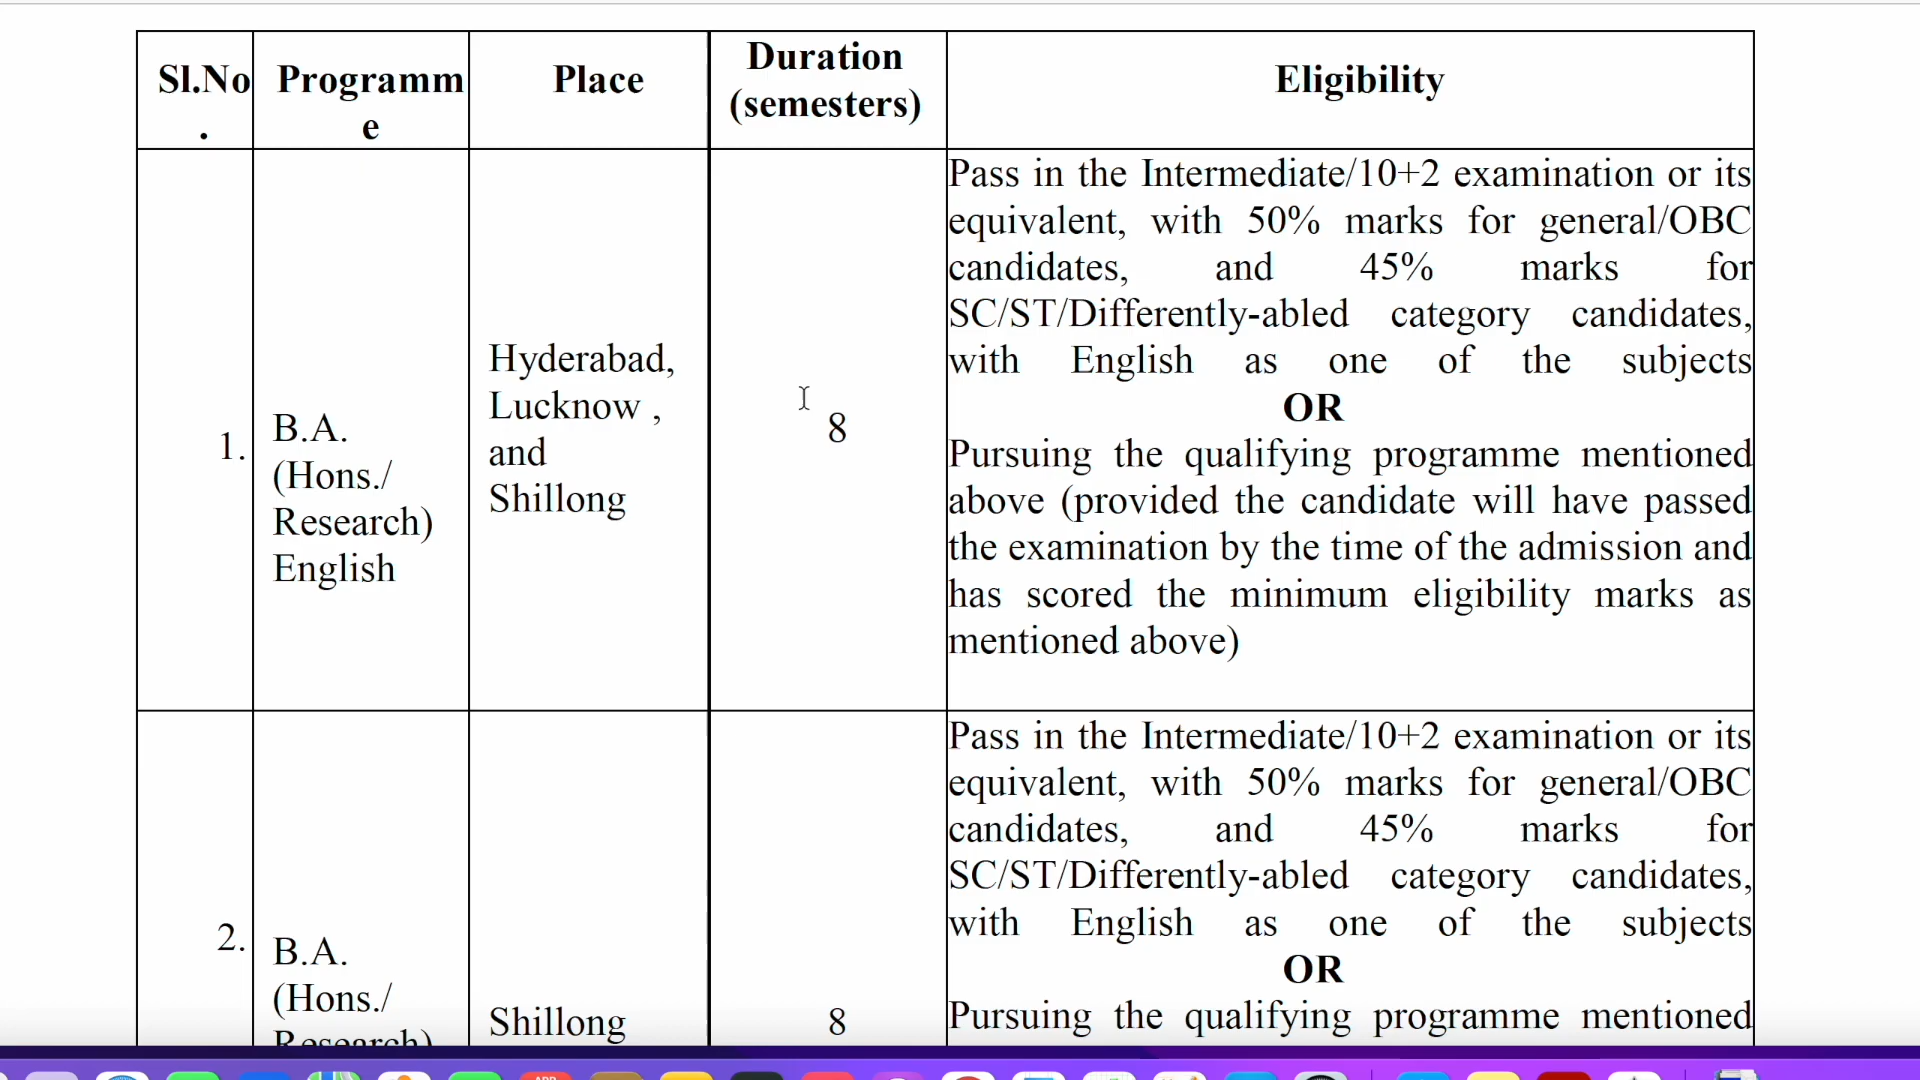 Sl.No Programm Place Duration (semesters) Eligibility
. e
1. B.A. (Hons./ Research) English
Hyderabad,
Lucknow ,
and
Shillong
8
Pass in the Intermediate/10+2 examination or its
equivalent, with 50% marks for general/OBC
candidates, and 45% marks for
SC/ST/Differently-abled category candidates,
with English as one of the subjects
OR
Pursuing the qualifying programme mentioned
above (provided the candidate will have passed
the examination by the time of the admission and
has scored the minimum eligibility marks as
mentioned above)
2.
B.A.
(Hons./
Research)
Shillong
8
Pass in the Intermediate/10+2 examination or its
equivalent, with 50% marks for general/OBC
candidates, and 45% marks for
SC/ST/Differently-abled category candidates,
with English as one of the subjects
OR
Pursuing the qualifying programme mentioned